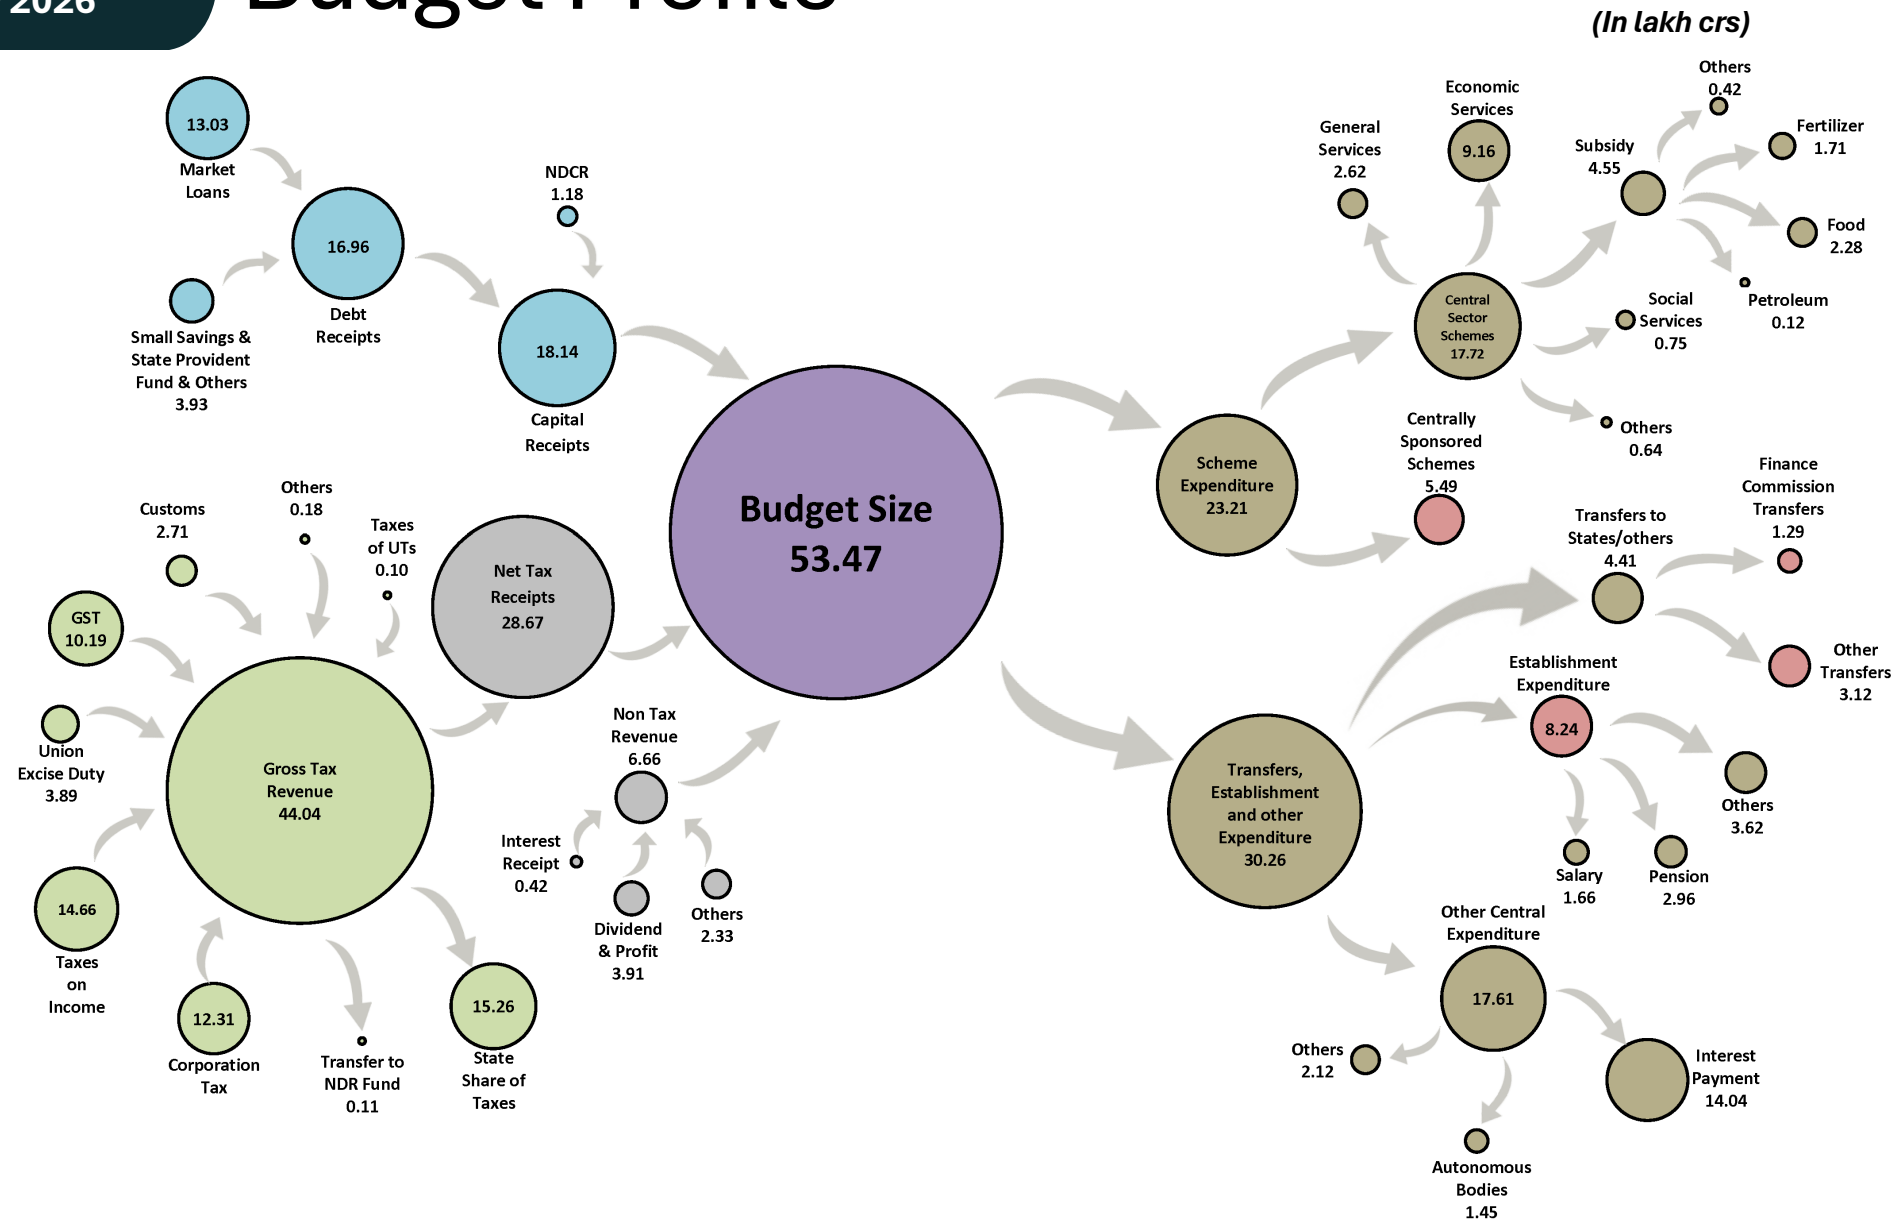 2026
Budget Profile
(In lakh crs)
13.03
Market
Loans
16.96
Debt
Receipts
Small Savings &
State Provident
Fund & Others
3.93
NDCR
1.18
18.14
Capital
Receipts
Customs
2.71
Others
0.18
Taxes
of UTs
0.10
GST
10.19
Union
Excise Duty
3.89
14.66
Taxes
on
Income
12.31
Corporation
Tax
Gross Tax
Revenue
44.04
Transfer to
NDR Fund
0.11
15.26
State
Share of
Taxes
Net Tax
Receipts
28.67
Non Tax
Revenue
6.66
Interest
Receipt
0.42
Dividend
& Profit
3.91
Others
2.33
Budget Size
53.47
Scheme
Expenditure
23.21
Central
Sector
Schemes
17.72
General
Services
2.62
Economic
Services
9.16
Subsidy
4.55
Others
0.42
Fertilizer
1.71
Food
2.28
Petroleum
0.12
Social
Services
0.75
Others
0.64
Centrally
Sponsored
Schemes
5.49
Transfers,
Establishment
and other
Expenditure
30.26
Transfers to
States/others
4.41
Finance
Commission
Transfers
1.29
Other
Transfers
3.12
Establishment
Expenditure
8.24
Others
3.62
Salary
1.66
Pension
2.96
Other Central
Expenditure
17.61
Others
2.12
Interest
Payment
14.04
Autonomous
Bodies
1.45